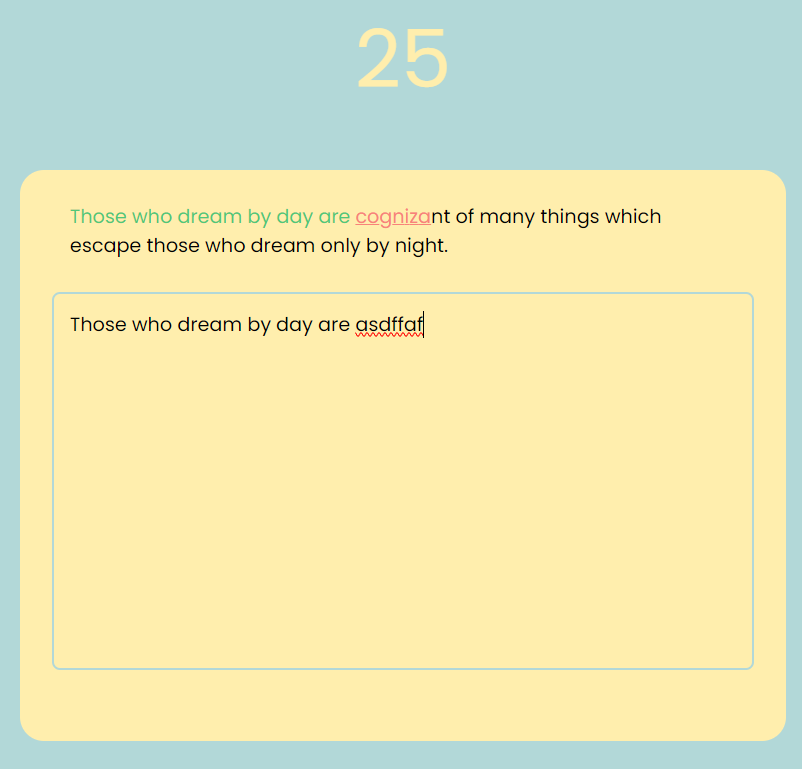 25
Those who dream by day are cognizant of many things which
escape those who dream only by night.
Those who dream by day are asdffaf